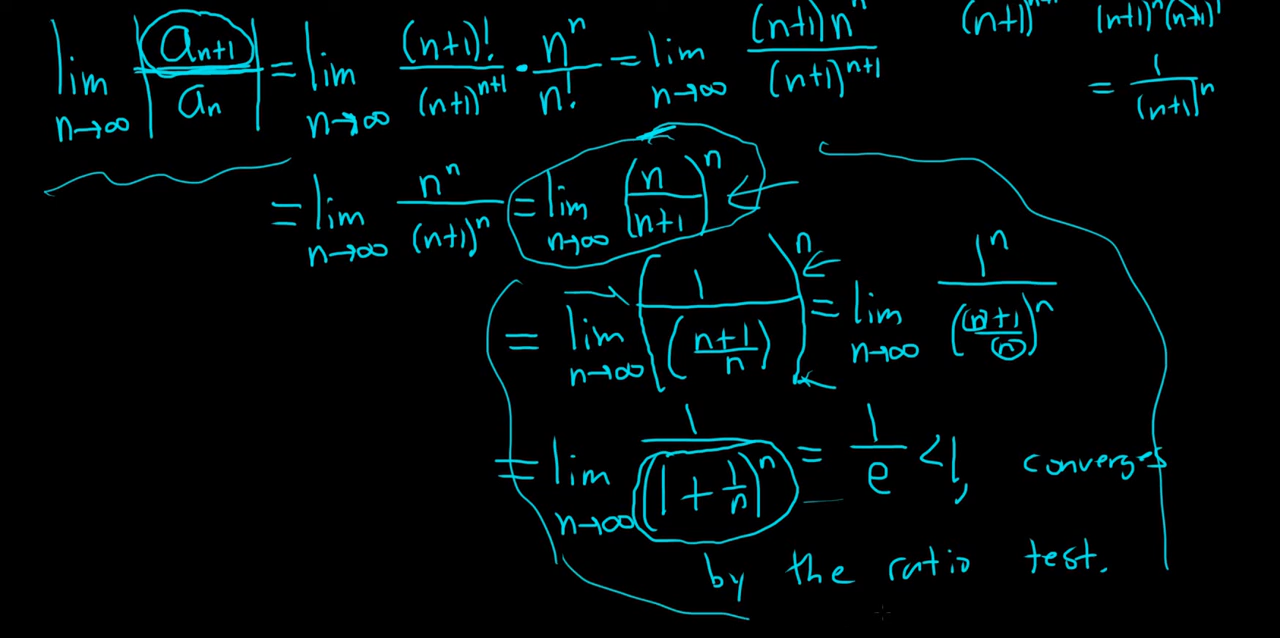 lim n→∞ |a_{n+1} / a_n| = lim n→∞ (n+1)! / (n+1)^{n+1} · n^n / n! = lim n→∞ (n+1)n^n / (n+1)^{n+1}
= 1 / (n+1)^n
= lim n→∞ n^n / (n+1)^n = lim n→∞ (n / n+1)^n ←
= lim n→∞ (1 / (n+1 / n))^n = lim n→∞ 1^n / (n+1 / n)^n
= lim n→∞ 1 / (1 + 1/n)^n = 1/e < 1, converges
by the ratio test.